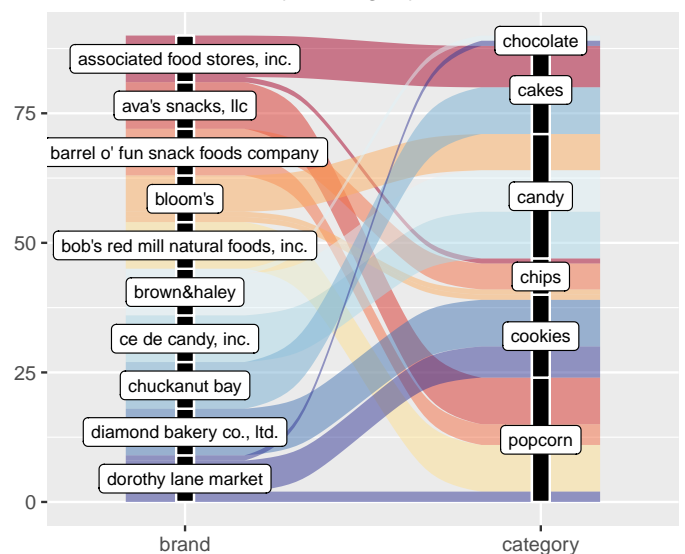 chocolate
associated food stores, inc.
cakes
ava's snacks, llc
75
barrel o' fun snack foods company
candy
bloom's
50
bob's red mill natural foods, inc.
chips
brown&haley
cookies
ce de candy, inc.
25
chuckanut bay
diamond bakery co., ltd.
popcorn
dorothy lane market
0
brand
category